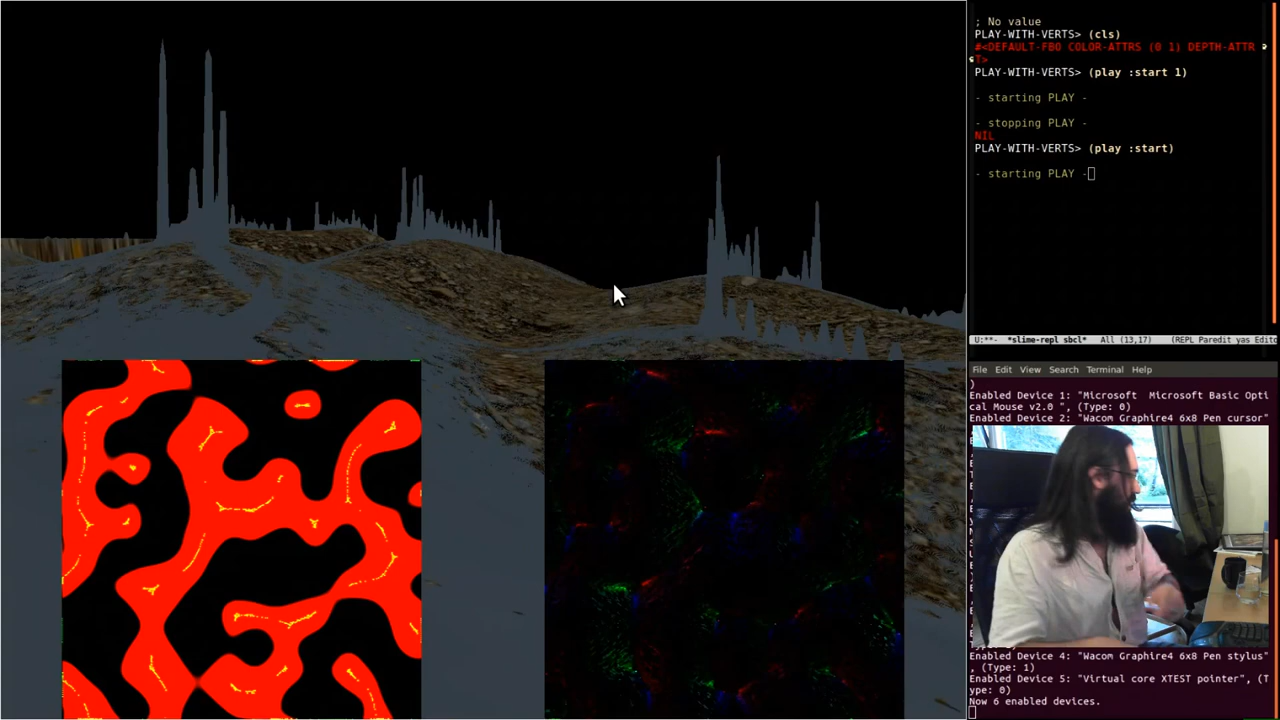 ; No value
PLAY-WITH-VERTS> (cls)
#<DEFAULT-FBO COLOR-ATTRS (0 1) DEPTH-ATTR
T>
PLAY-WITH-VERTS> (play :start 1)
- starting PLAY -
- stopping PLAY -
NIL
PLAY-WITH-VERTS> (play :start)
- starting PLAY -
U:**- *slime-repl sbcl* All (13,17) (REPL Paredit yas Edito
File Edit View Search Terminal Help
)
Enabled Device 1: "Microsoft Microsoft Basic Opti
cal Mouse v2.0 ", (Type: 0)
Enabled Device 2: "Wacom Graphire4 6x8 Pen cursor"
Enabled Device 4: "Wacom Graphire4 6x8 Pen stylus"
, (Type: 1)
Enabled Device 5: "Virtual core XTEST pointer", (T
ype: 0)
Now 6 enabled devices.